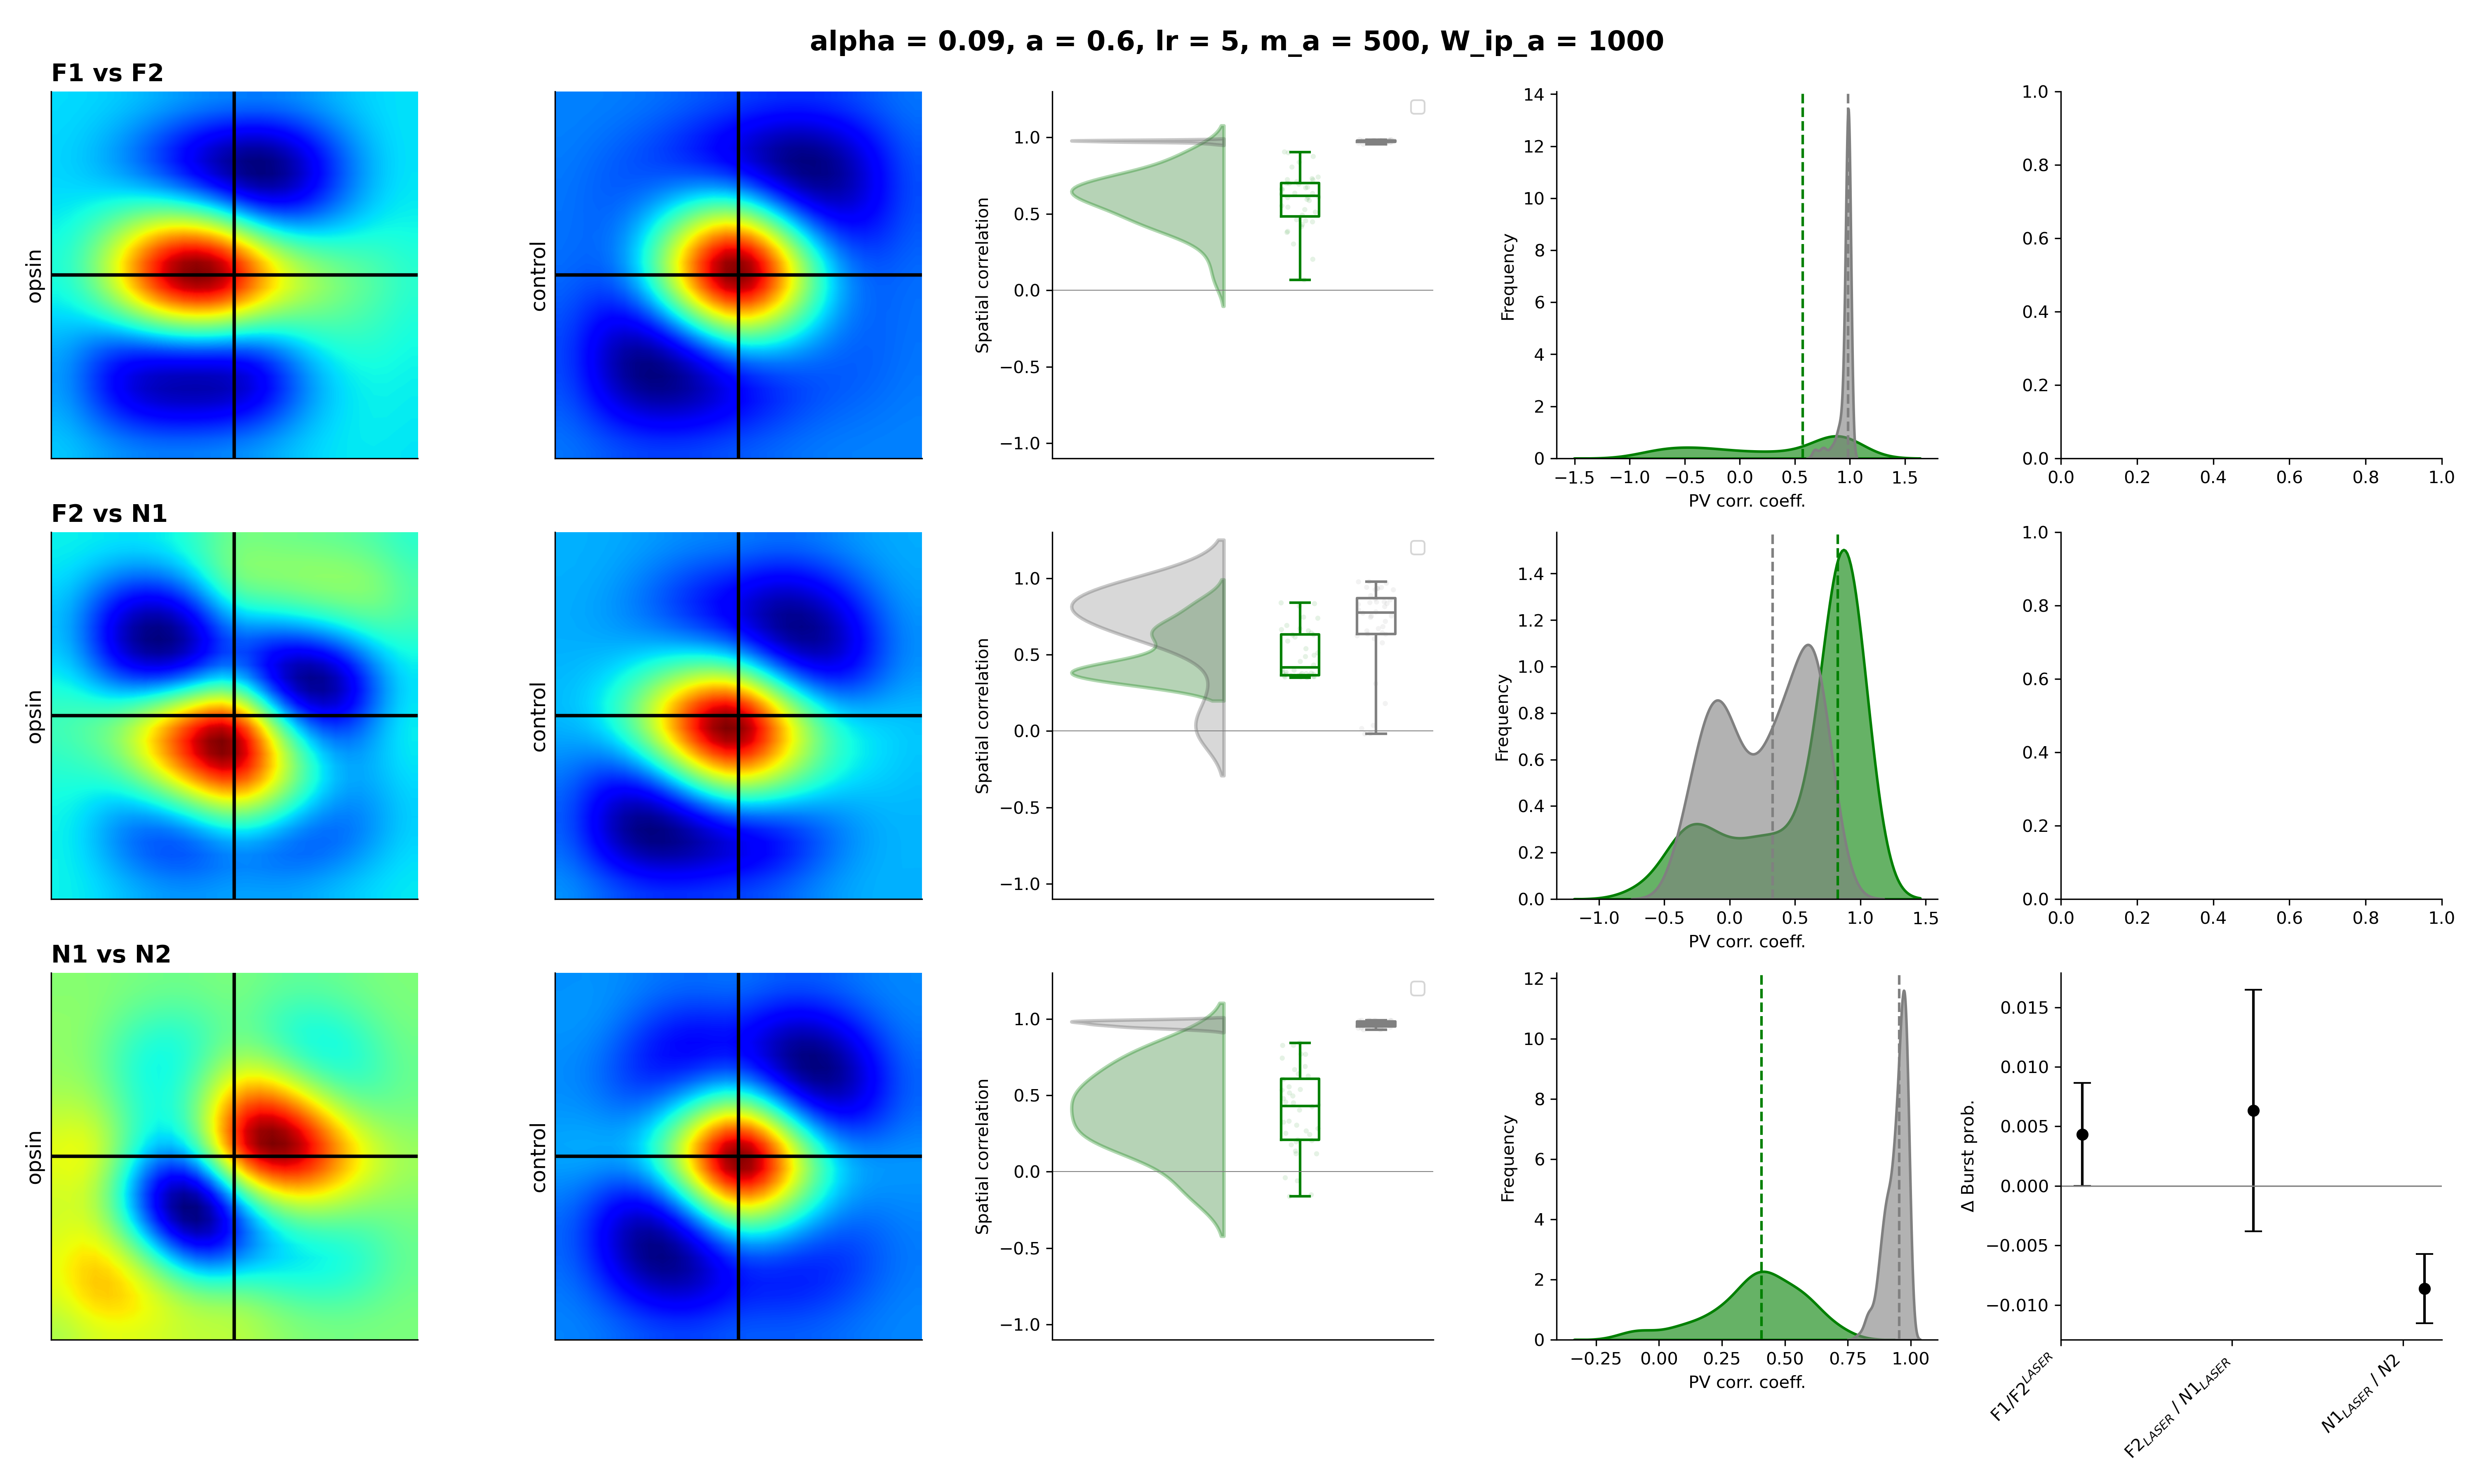 alpha = 0.09, a = 0.6, lr = 5, m_a = 500, W_ip_a = 1000
F1 vs F2
opsin
control
Spatial correlation
1.0
0.5
0.0
−0.5
−1.0
Frequency
14
12
10
8
6
4
2
0
−1.5 −1.0 −0.5 0.0 0.5 1.0 1.5
PV corr. coeff.
1.0
0.8
0.6
0.4
0.2
0.0
0.0 0.2 0.4 0.6 0.8 1.0
F2 vs N1
opsin
control
Spatial correlation
1.0
0.5
0.0
−0.5
−1.0
Frequency
1.4
1.2
1.0
0.8
0.6
0.4
0.2
0.0
−1.0 −0.5 0.0 0.5 1.0 1.5
PV corr. coeff.
1.0
0.8
0.6
0.4
0.2
0.0
0.0 0.2 0.4 0.6 0.8 1.0
N1 vs N2
opsin
control
Spatial correlation
1.0
0.5
0.0
−0.5
−1.0
Frequency
12
10
8
6
4
2
0
−0.25 0.00 0.25 0.50 0.75 1.00
PV corr. coeff.
Δ Burst prob.
0.015
0.010
0.005
0.000
−0.005
−0.010
F1/F2^LASER
F2_LASER / N1_LASER
N1_LASER / N2